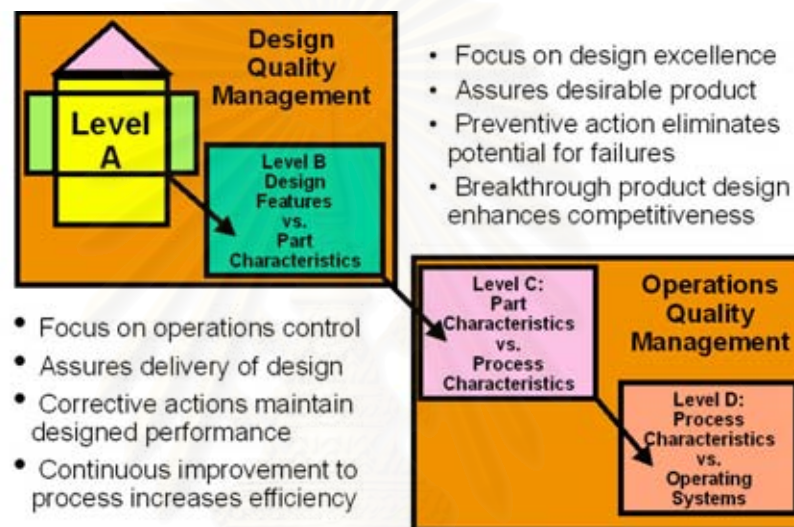 Design
Quality
Management
Level
A
Level B
Design
Features
vs.
Part
Characteristics
• Focus on design excellence
• Assures desirable product
• Preventive action eliminates
potential for failures
• Breakthrough product design
enhances competitiveness
• Focus on operations control
• Assures delivery of design
• Corrective actions maintain
designed performance
• Continuous improvement to
process increases efficiency
Level C:
Part
Characteristics
vs.
Process
Characteristics
Operations
Quality
Management
Level D:
Process
Characteristics
vs.
Operating
Systems